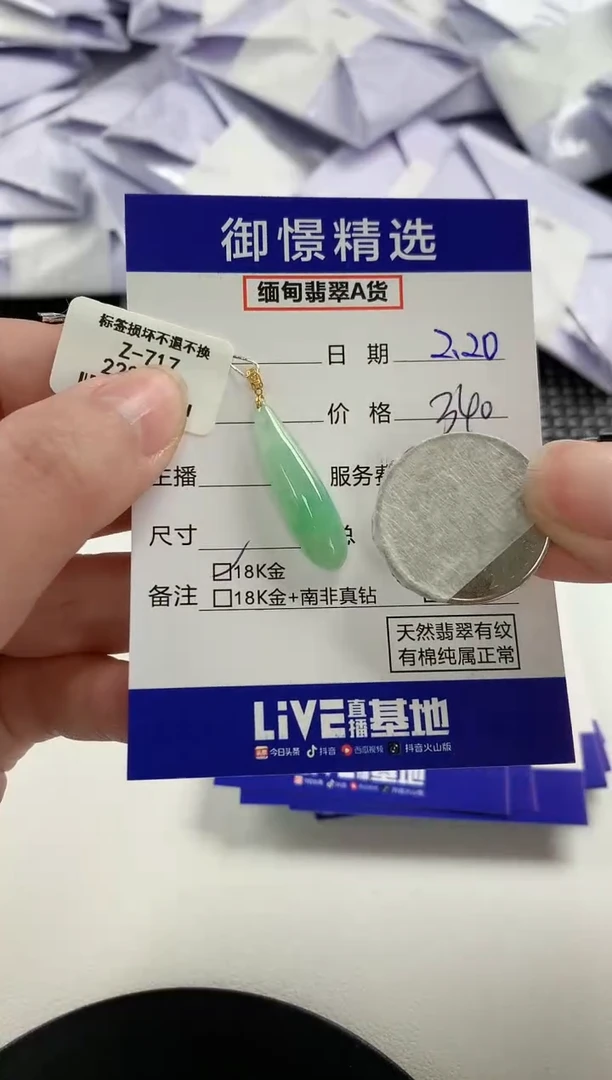 御憬精选
缅甸翡翠A货
标签损坏不退不换
Z-717
日期 2.20
价格 340
主播 服务费
尺寸
备注 ☑18K金
☐18K金+南非真钻
天然翡翠有纹
有棉纯属正常
LiVE直播基地
今日头条 抖音 西瓜视频 抖音火山版
基地